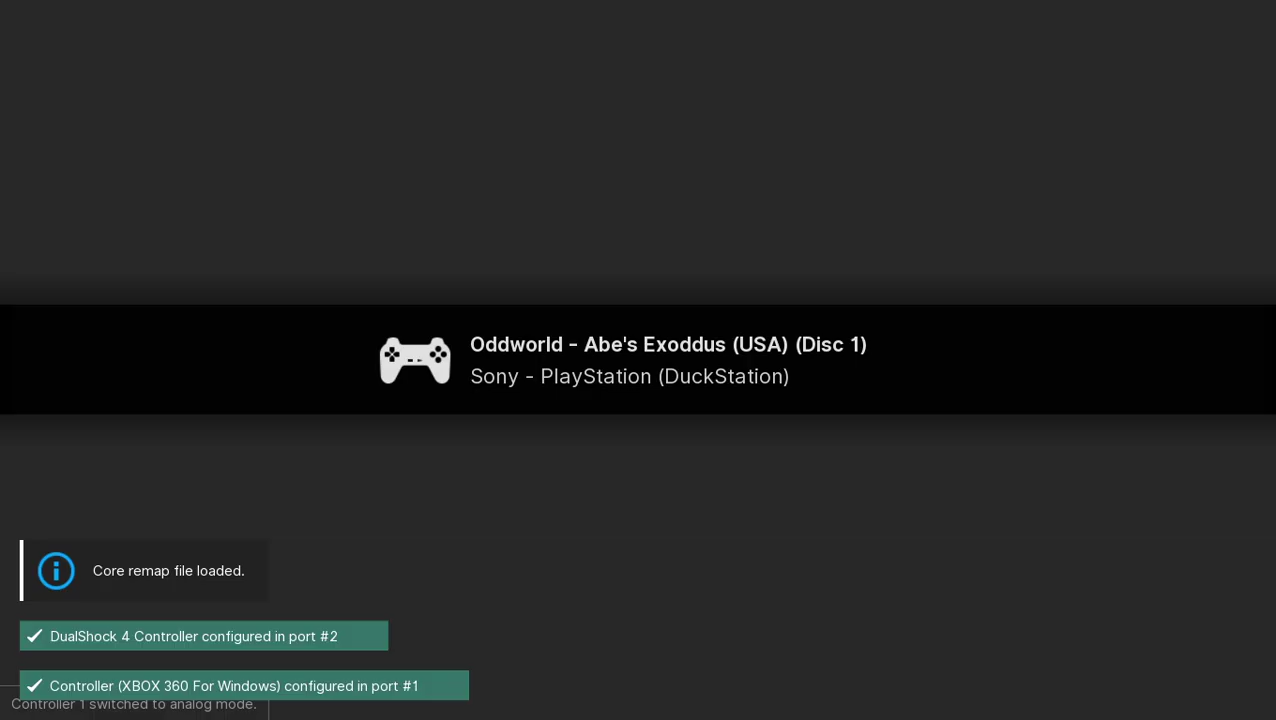 Oddworld - Abe's Exoddus (USA) (Disc 1)
Sony - PlayStation (DuckStation)
Core remap file loaded.
DualShock 4 Controller configured in port #2
Controller (XBOX 360 For Windows) configured in port #1
Controller 1 switched to analog mode.